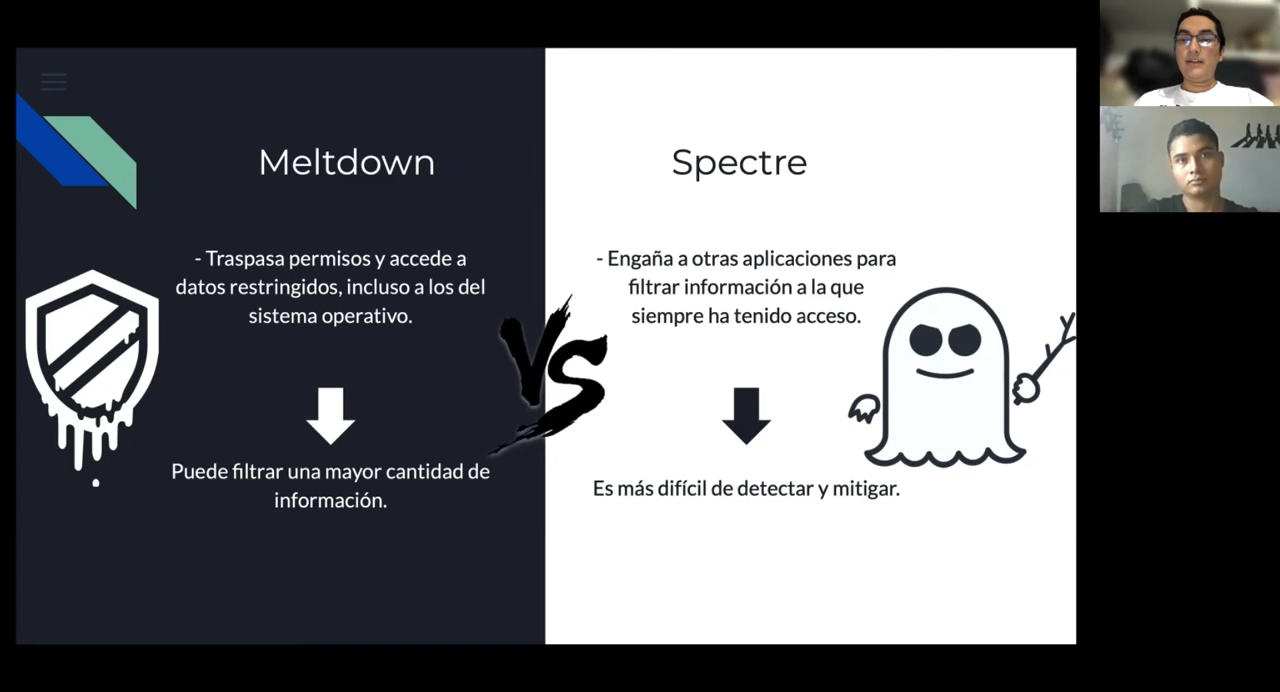 Meltdown
- Traspasa permisos y accede a
datos restringidos, incluso a los del
sistema operativo.
Puede filtrar una mayor cantidad de
información.
VS
Spectre
- Engaña a otras aplicaciones para
filtrar información a la que
siempre ha tenido acceso.
Es más difícil de detectar y mitigar.